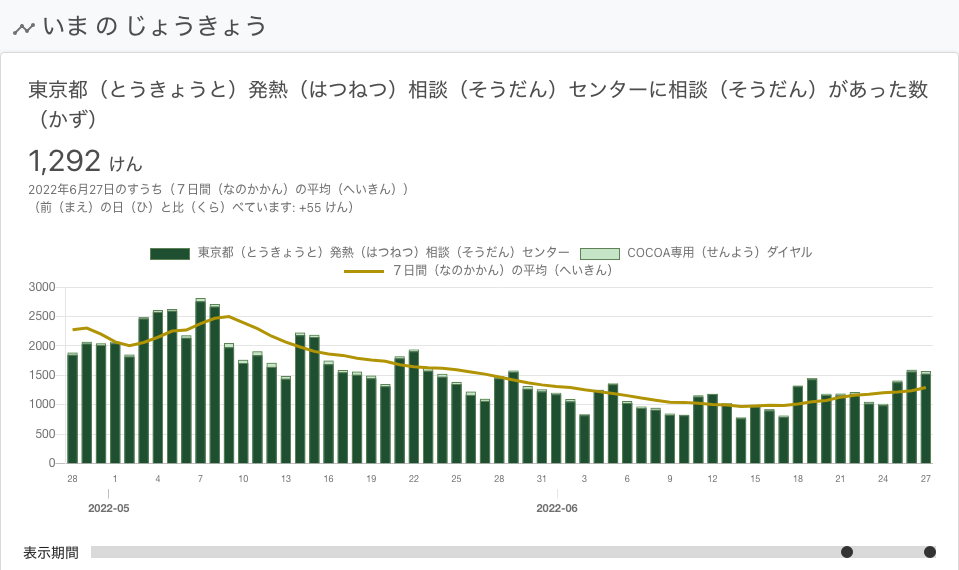 いま の じょうきょう
東京都（とうきょうと）発熱（はつねつ）相談（そうだん）センターに相談（そうだん）があった数
（かず）
1,292 けん
2022年6月27日のすうち（７日間（なのかかん）の平均（へいきん））
（前（まえ）の日（ひ）と比（くら）べています: +55 けん）
東京都（とうきょうと）発熱（はつねつ）相談（そうだん）センター COCOA専用（せんよう）ダイヤル
７日間（なのかかん）の平均（へいきん）
3000
2500
2000
1500
1000
500
0
28 1 4 7 10 13 16 19 22 25 28 31 3 6 9 12 15 18 21 24 27
2022-05 2022-06
表示期間